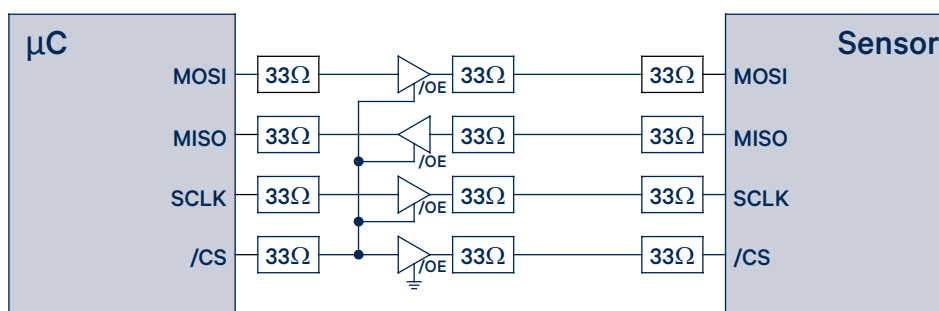 µC
Sensor
MOSI 33Ω /OE 33Ω 33Ω MOSI
MISO 33Ω /OE 33Ω 33Ω MISO
SCLK 33Ω /OE 33Ω 33Ω SCLK
/CS 33Ω /OE 33Ω 33Ω /CS